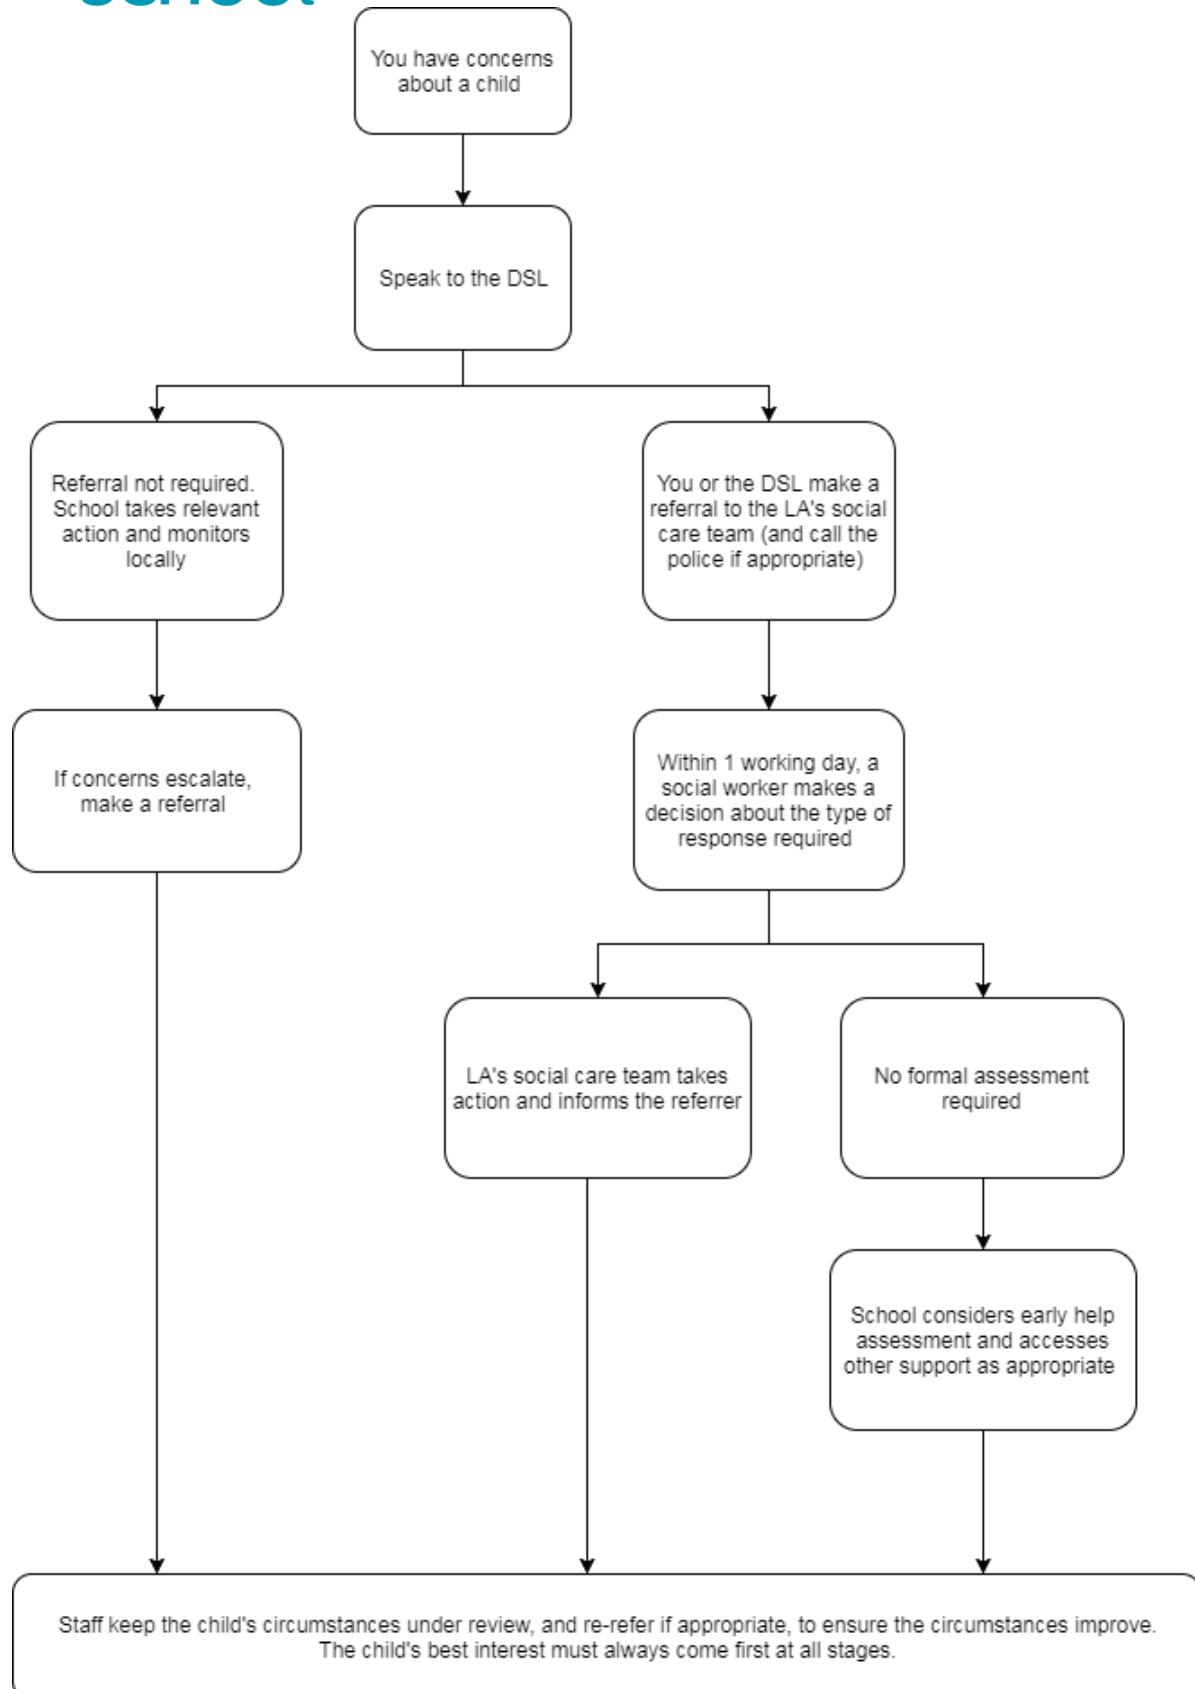 school
You have concerns
about a child
Speak to the DSL
Referral not required.
School takes relevant
action and monitors
locally
You or the DSL make a
referral to the LA's social
care team (and call the
police if appropriate)
If concerns escalate,
make a referral
Within 1 working day, a
social worker makes a
decision about the type of
response required
LA's social care team takes
action and informs the referrer
No formal assessment
required
School considers early help
assessment and accesses
other support as appropriate
Staff keep the child's circumstances under review, and re-refer if appropriate, to ensure the circumstances improve.
The child's best interest must always come first at all stages.